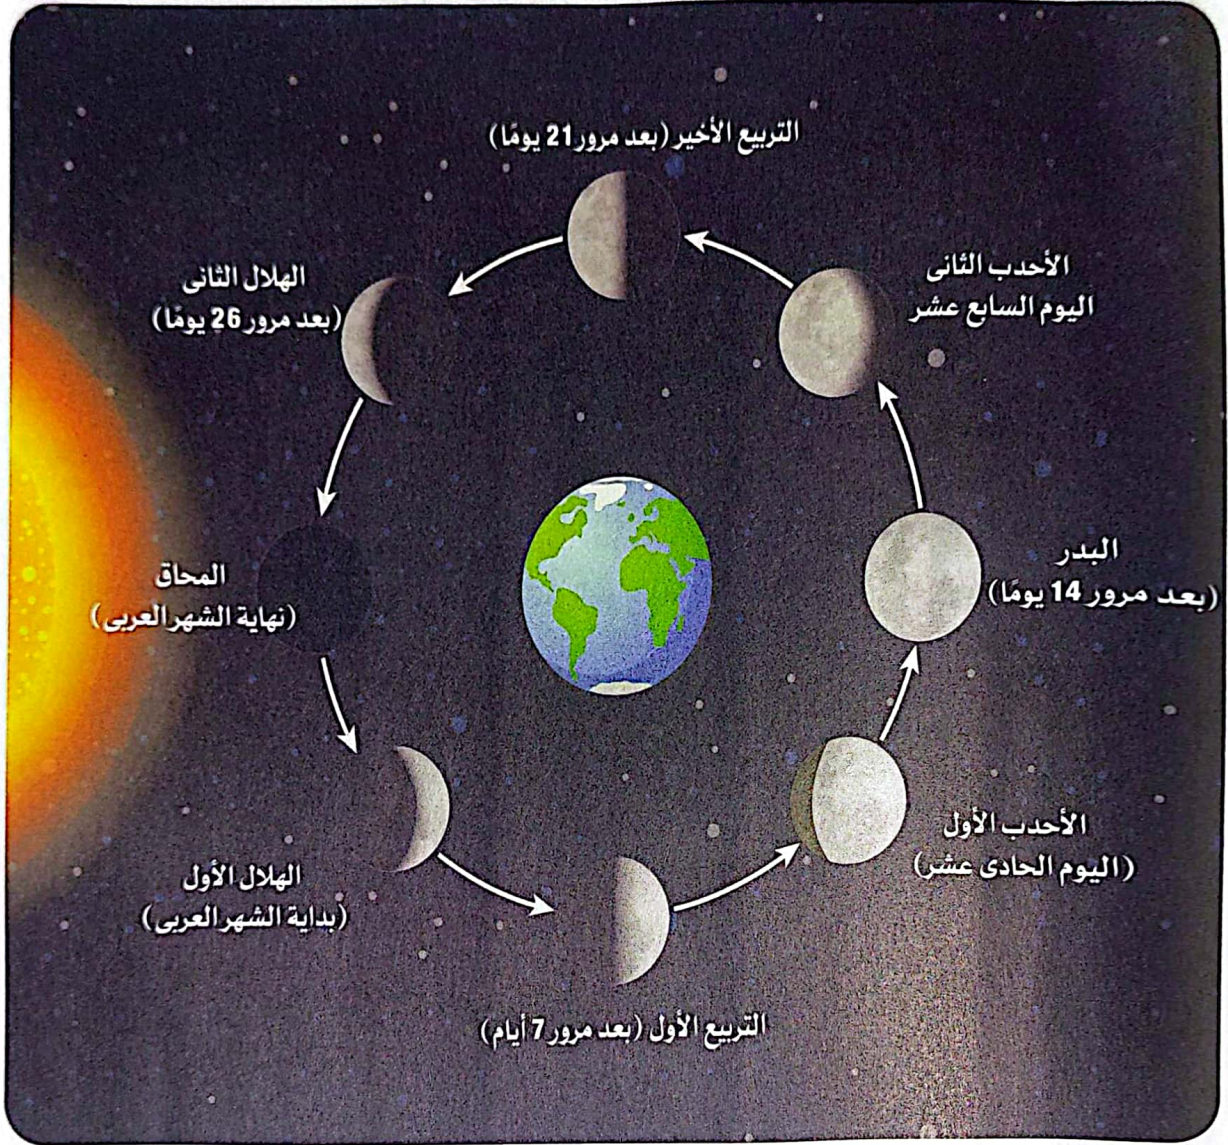 التربيع الأخير (بعد مرور 21 يومًا)
الأحدب الثانى
اليوم السابع عشر
الهلال الثانى
(بعد مرور 26 يومًا)
البدر
(بعد مرور 14 يومًا)
المحاق
(نهاية الشهر العربى)
الأحدب الأول
(اليوم الحادى عشر)
الهلال الأول
(بداية الشهر العربى)
التربيع الأول (بعد مرور 7 أيام)